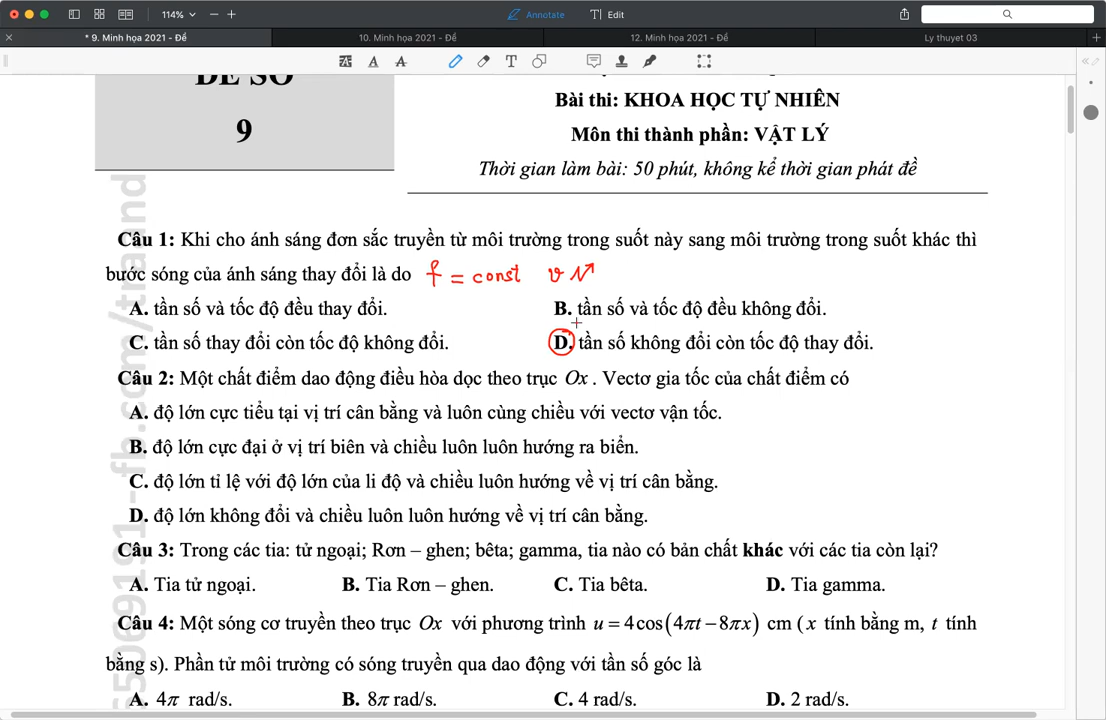 114%
Annotate
Edit
* 9. Minh họa 2021 - Đề
10. Minh họa 2021 - Đề
12. Minh họa 2021 - Đề
Ly thuyet 03
ĐỀ SỐ
9
Bài thi: KHOA HỌC TỰ NHIÊN
Môn thi thành phần: VẬT LÝ
Thời gian làm bài: 50 phút, không kể thời gian phát đề
Câu 1: Khi cho ánh sáng đơn sắc truyền từ môi trường trong suốt này sang môi trường trong suốt khác thì
bước sóng của ánh sáng thay đổi là do f = const v
A. tần số và tốc độ đều thay đổi. B. tần số và tốc độ đều không đổi.
C. tần số thay đổi còn tốc độ không đổi. D. tần số không đổi còn tốc độ thay đổi.
Câu 2: Một chất điểm dao động điều hòa dọc theo trục Ox. Vectơ gia tốc của chất điểm có
A. độ lớn cực tiểu tại vị trí cân bằng và luôn cùng chiều với vectơ vận tốc.
B. độ lớn cực đại ở vị trí biên và chiều luôn luôn hướng ra biển.
C. độ lớn tỉ lệ với độ lớn của li độ và chiều luôn hướng về vị trí cân bằng.
D. độ lớn không đổi và chiều luôn luôn hướng về vị trí cân bằng.
Câu 3: Trong các tia: tử ngoại; Rơn – ghen; bêta; gamma, tia nào có bản chất khác với các tia còn lại?
A. Tia tử ngoại. B. Tia Rơn – ghen. C. Tia bêta. D. Tia gamma.
Câu 4: Một sóng cơ truyền theo trục Ox với phương trình u = 4cos(4πt − 8πx) cm (x tính bằng m, t tính
bằng s). Phần tử môi trường có sóng truyền qua dao động với tần số góc là
A. 4π rad/s. B. 8π rad/s. C. 4 rad/s. D. 2 rad/s.